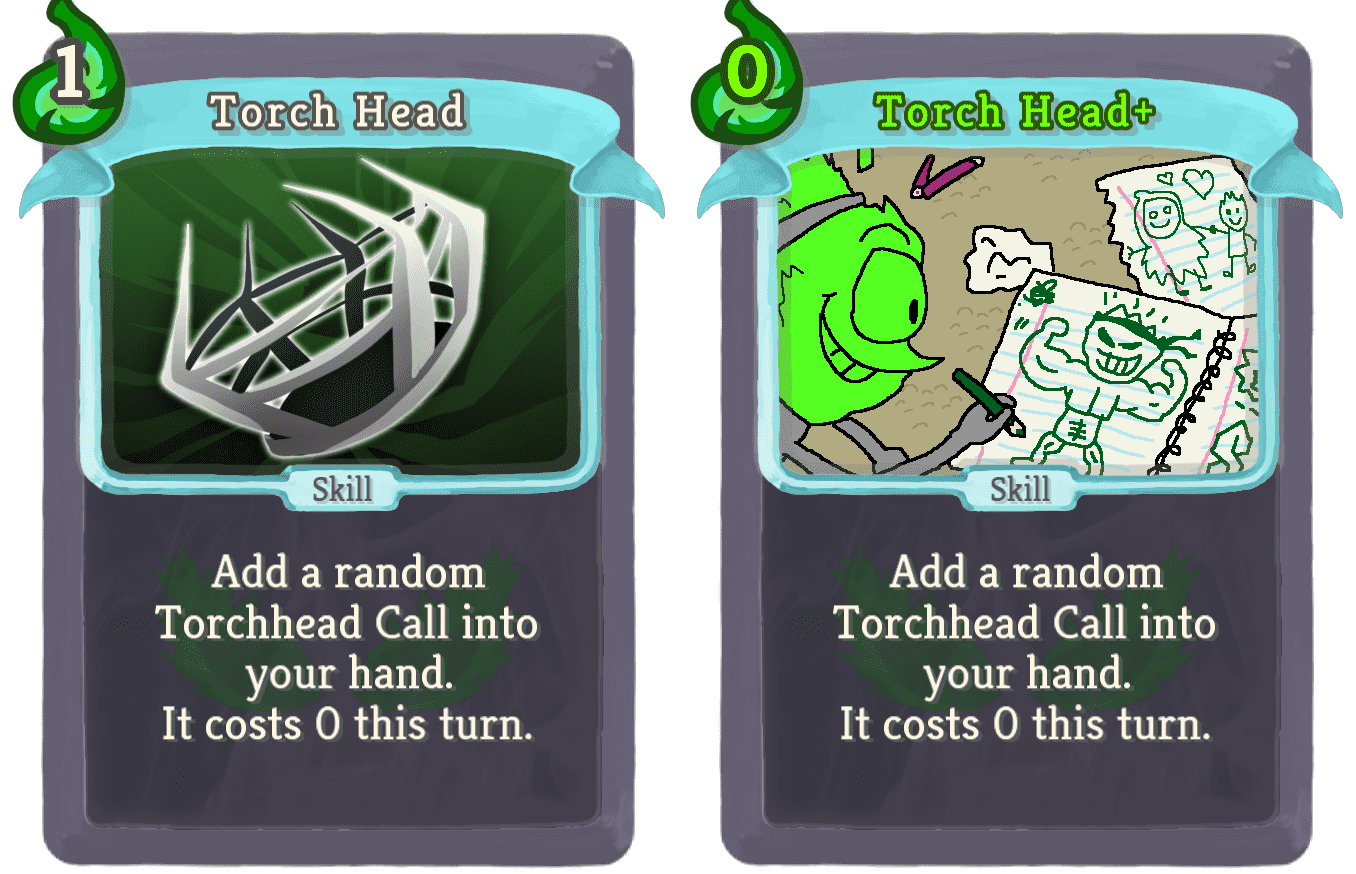 1
Torch Head
Skill
Add a random
Torchhead Call into
your hand.
It costs 0 this turn.
0
Torch Head+
Skill
Add a random
Torchhead Call into
your hand.
It costs 0 this turn.